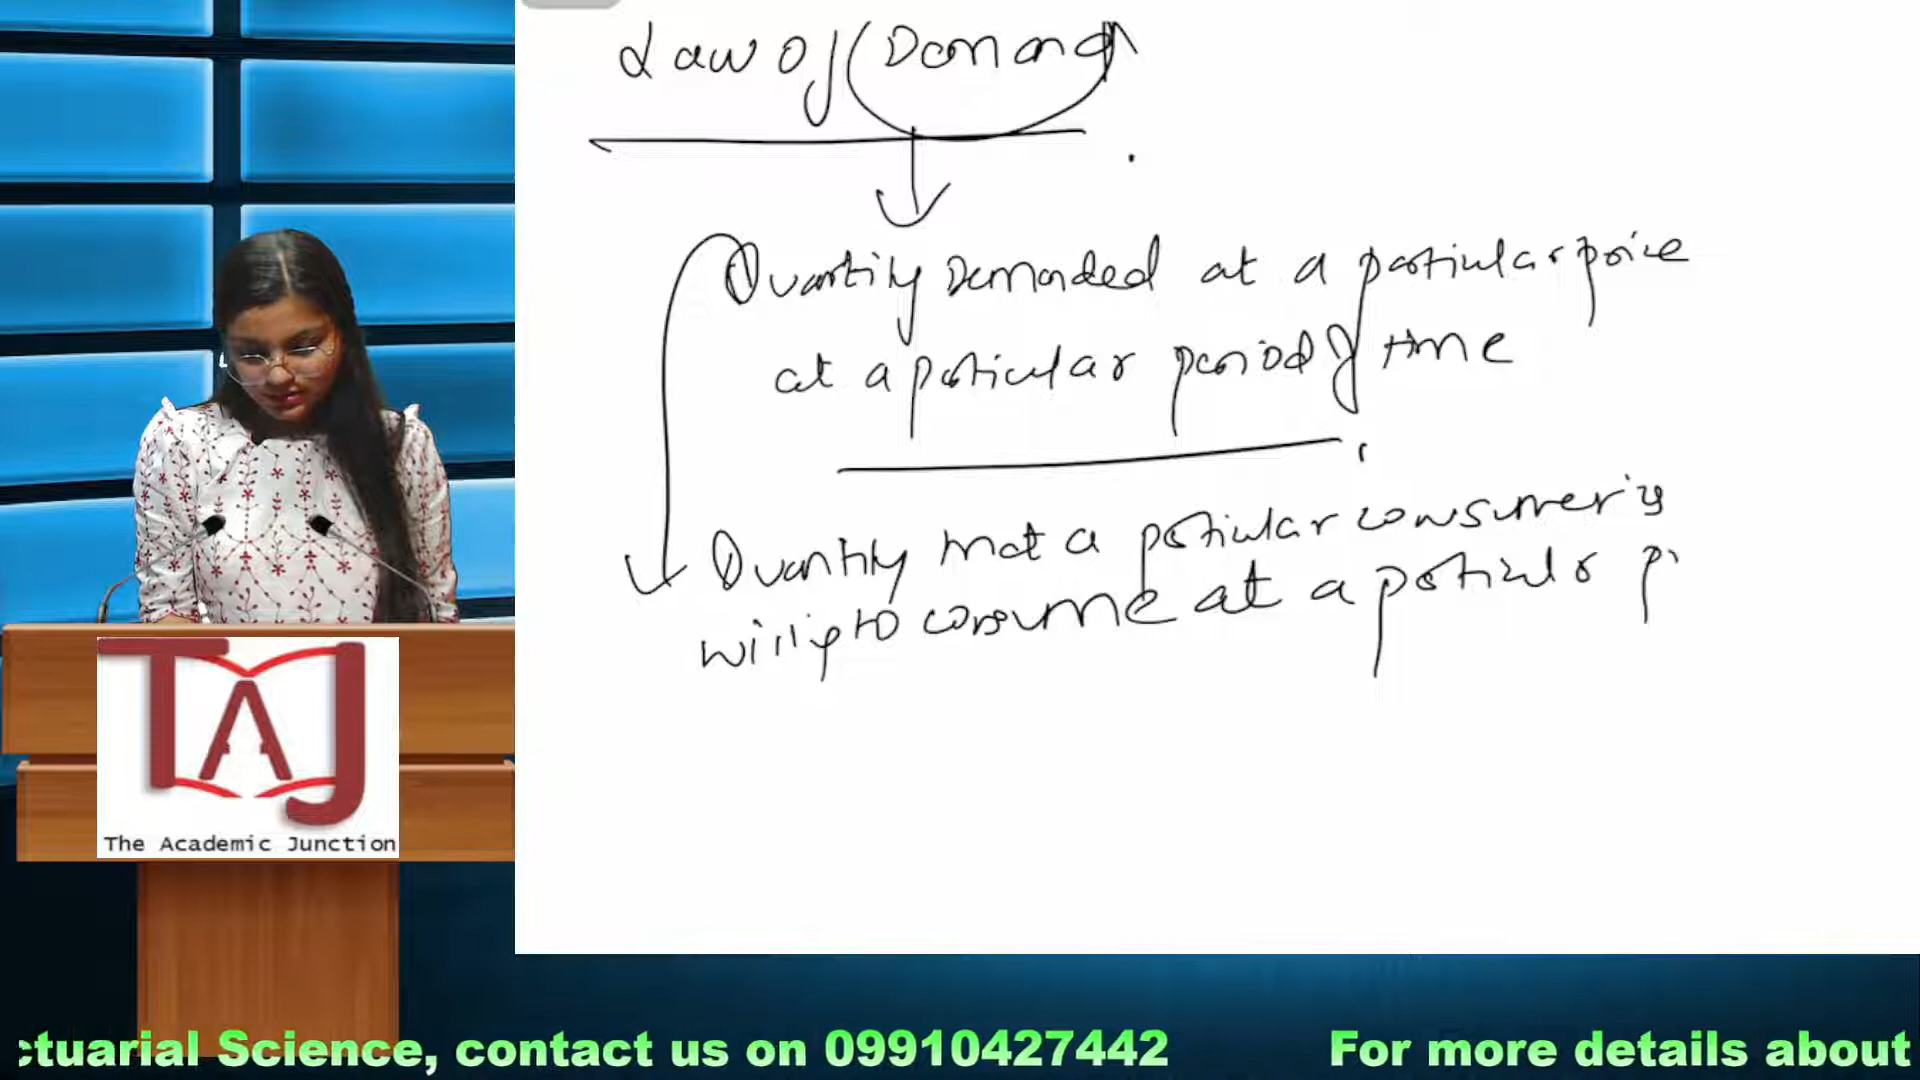 Law of Demand
Quantity Demanded at a particular price
at a particular period of time
Quantity that a particular consumer is
willing to consume at a particular p
TAJ
The Academic Junction
ctuarial Science, contact us on 09910427442 For more details about